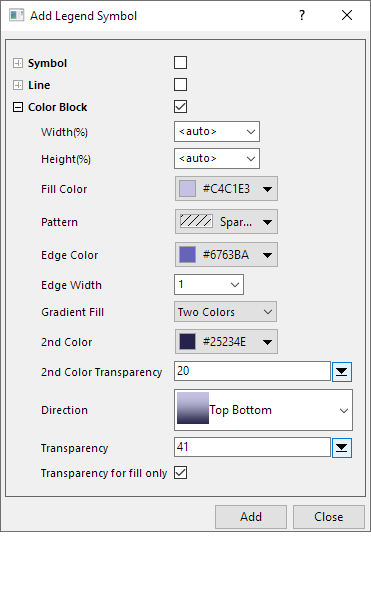 Add Legend Symbol ?
Symbol
Line
Color Block
Width(%) <auto>
Height(%) <auto>
Fill Color #C4C1E3
Pattern Spar...
Edge Color #6763BA
Edge Width 1
Gradient Fill Two Colors
2nd Color #25234E
2nd Color Transparency 20
Direction Top Bottom
Transparency 41
Transparency for fill only
Add Close